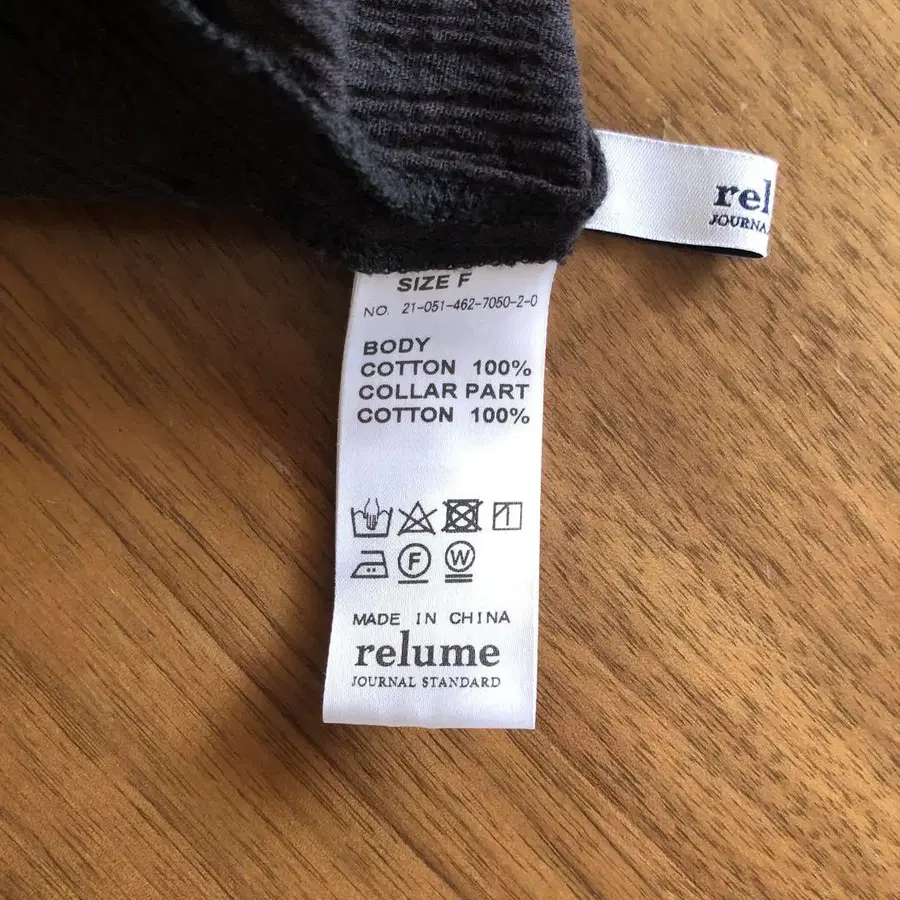 rel
JOURNA
SIZE F
NO. 21-051-462-7050-2-0
BODY
COTTON 100%
COLLAR PART
COTTON 100%
F
W
MADE IN CHINA
relume
JOURNAL STANDARD